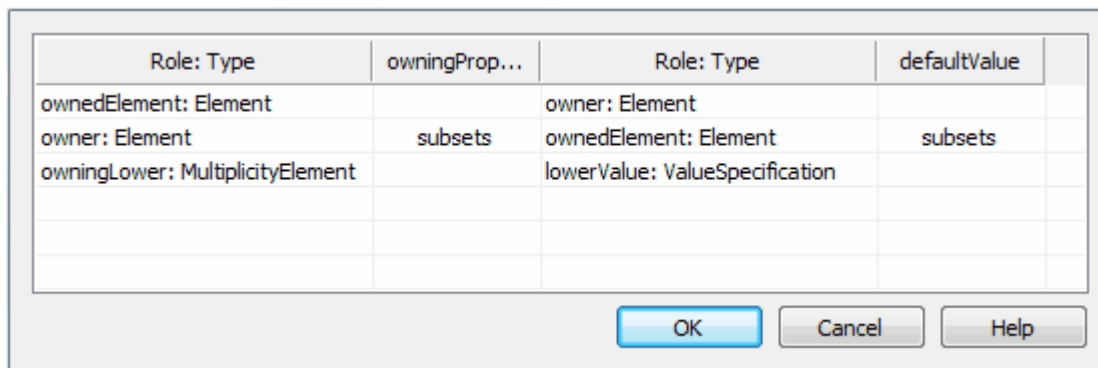 Role: Type owningProp... Role: Type defaultValue
ownedElement: Element owner: Element
owner: Element subsets ownedElement: Element subsets
owningLower: MultiplicityElement lowerValue: ValueSpecification
OK Cancel Help